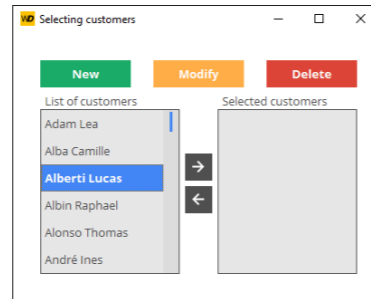 WD Selecting customers
New Modify Delete
List of customers Selected customers
Adam Lea
Alba Camille
Alberti Lucas
Albin Raphael
Alonso Thomas
André Ines